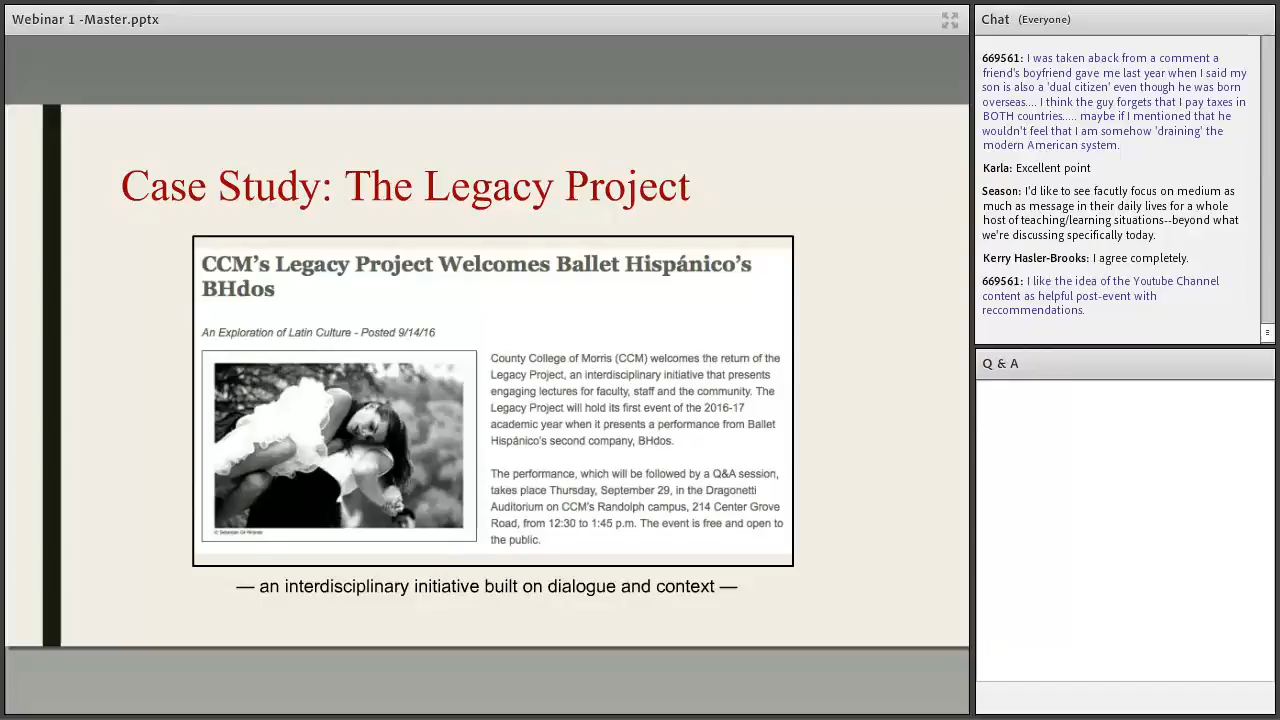 Webinar 1 -Master.pptx
Case Study: The Legacy Project
CCM's Legacy Project Welcomes Ballet Hispánico's
BHdos
An Exploration of Latin Culture - Posted 9/14/16
County College of Morris (CCM) welcomes the return of the
Legacy Project, an interdisciplinary initiative that presents
engaging lectures for faculty, staff and the community. The
Legacy Project will hold its first event of the 2016-17
academic year when it presents a performance from Ballet
Hispánico's second company, BHdos.
The performance, which will be followed by a Q&A session,
takes place Thursday, September 29, in the Dragonetti
Auditorium on CCM's Randolph campus, 214 Center Grove
Road, from 12:30 to 1:45 p.m. The event is free and open to
the public.
— an interdisciplinary initiative built on dialogue and context —
Chat (Everyone)
669561: I was taken aback from a comment a
friend's boyfriend gave me last year when I said my
son is also a 'dual citizen' even though he was born
overseas.... I think the guy forgets that I pay taxes in
BOTH countries..... maybe if I mentioned that he
wouldn't feel that I am somehow 'draining' the
modern American system.
Karla: Excellent point
Season: I'd like to see facutly focus on medium as
much as message in their daily lives for a whole
host of teaching/learning situations--beyond what
we're discussing specifically today.
Kerry Hasler-Brooks: I agree completely.
669561: I like the idea of the Youtube Channel
content as helpful post-event with
reccommendations.
Q & A